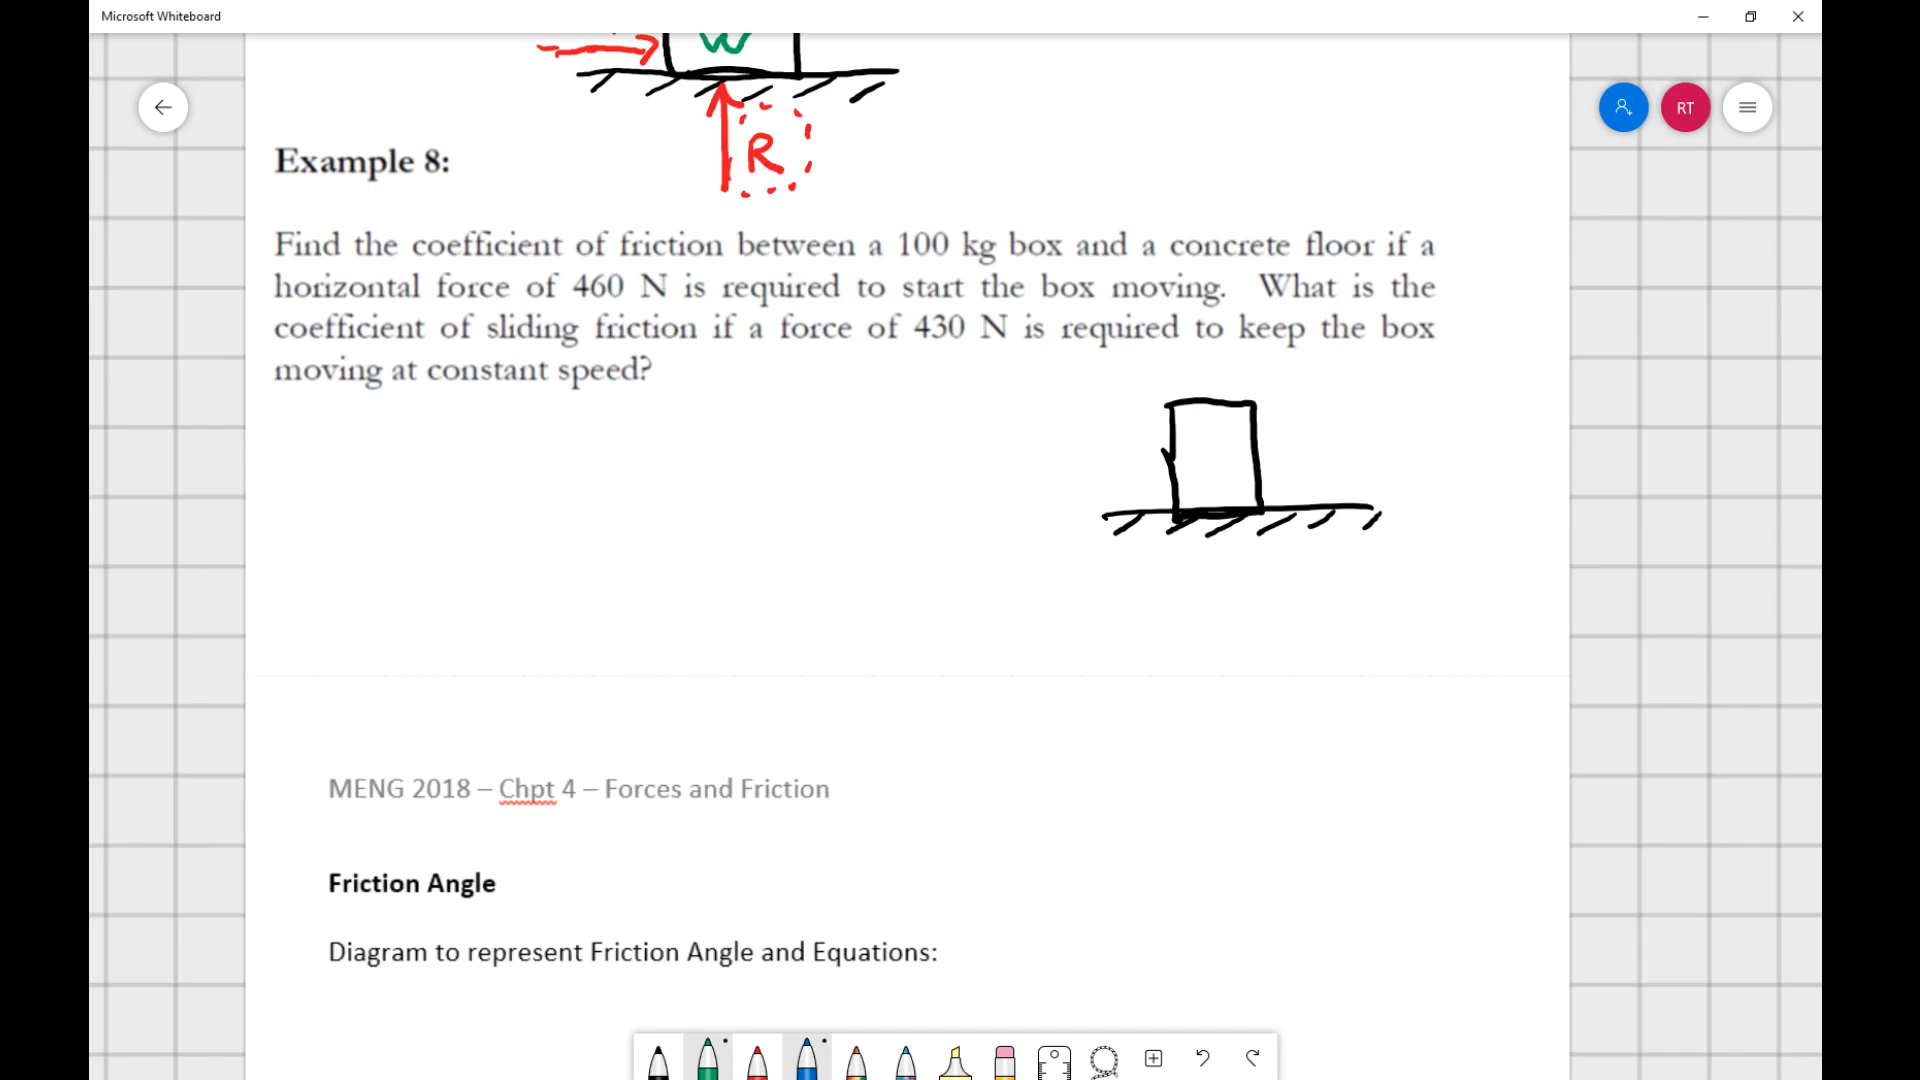 Microsoft Whiteboard
W
R
RT
Example 8:
Find the coefficient of friction between a 100 kg box and a concrete floor if a
horizontal force of 460 N is required to start the box moving. What is the
coefficient of sliding friction if a force of 430 N is required to keep the box
moving at constant speed?
MENG 2018 – Chpt 4 – Forces and Friction
Friction Angle
Diagram to represent Friction Angle and Equations: